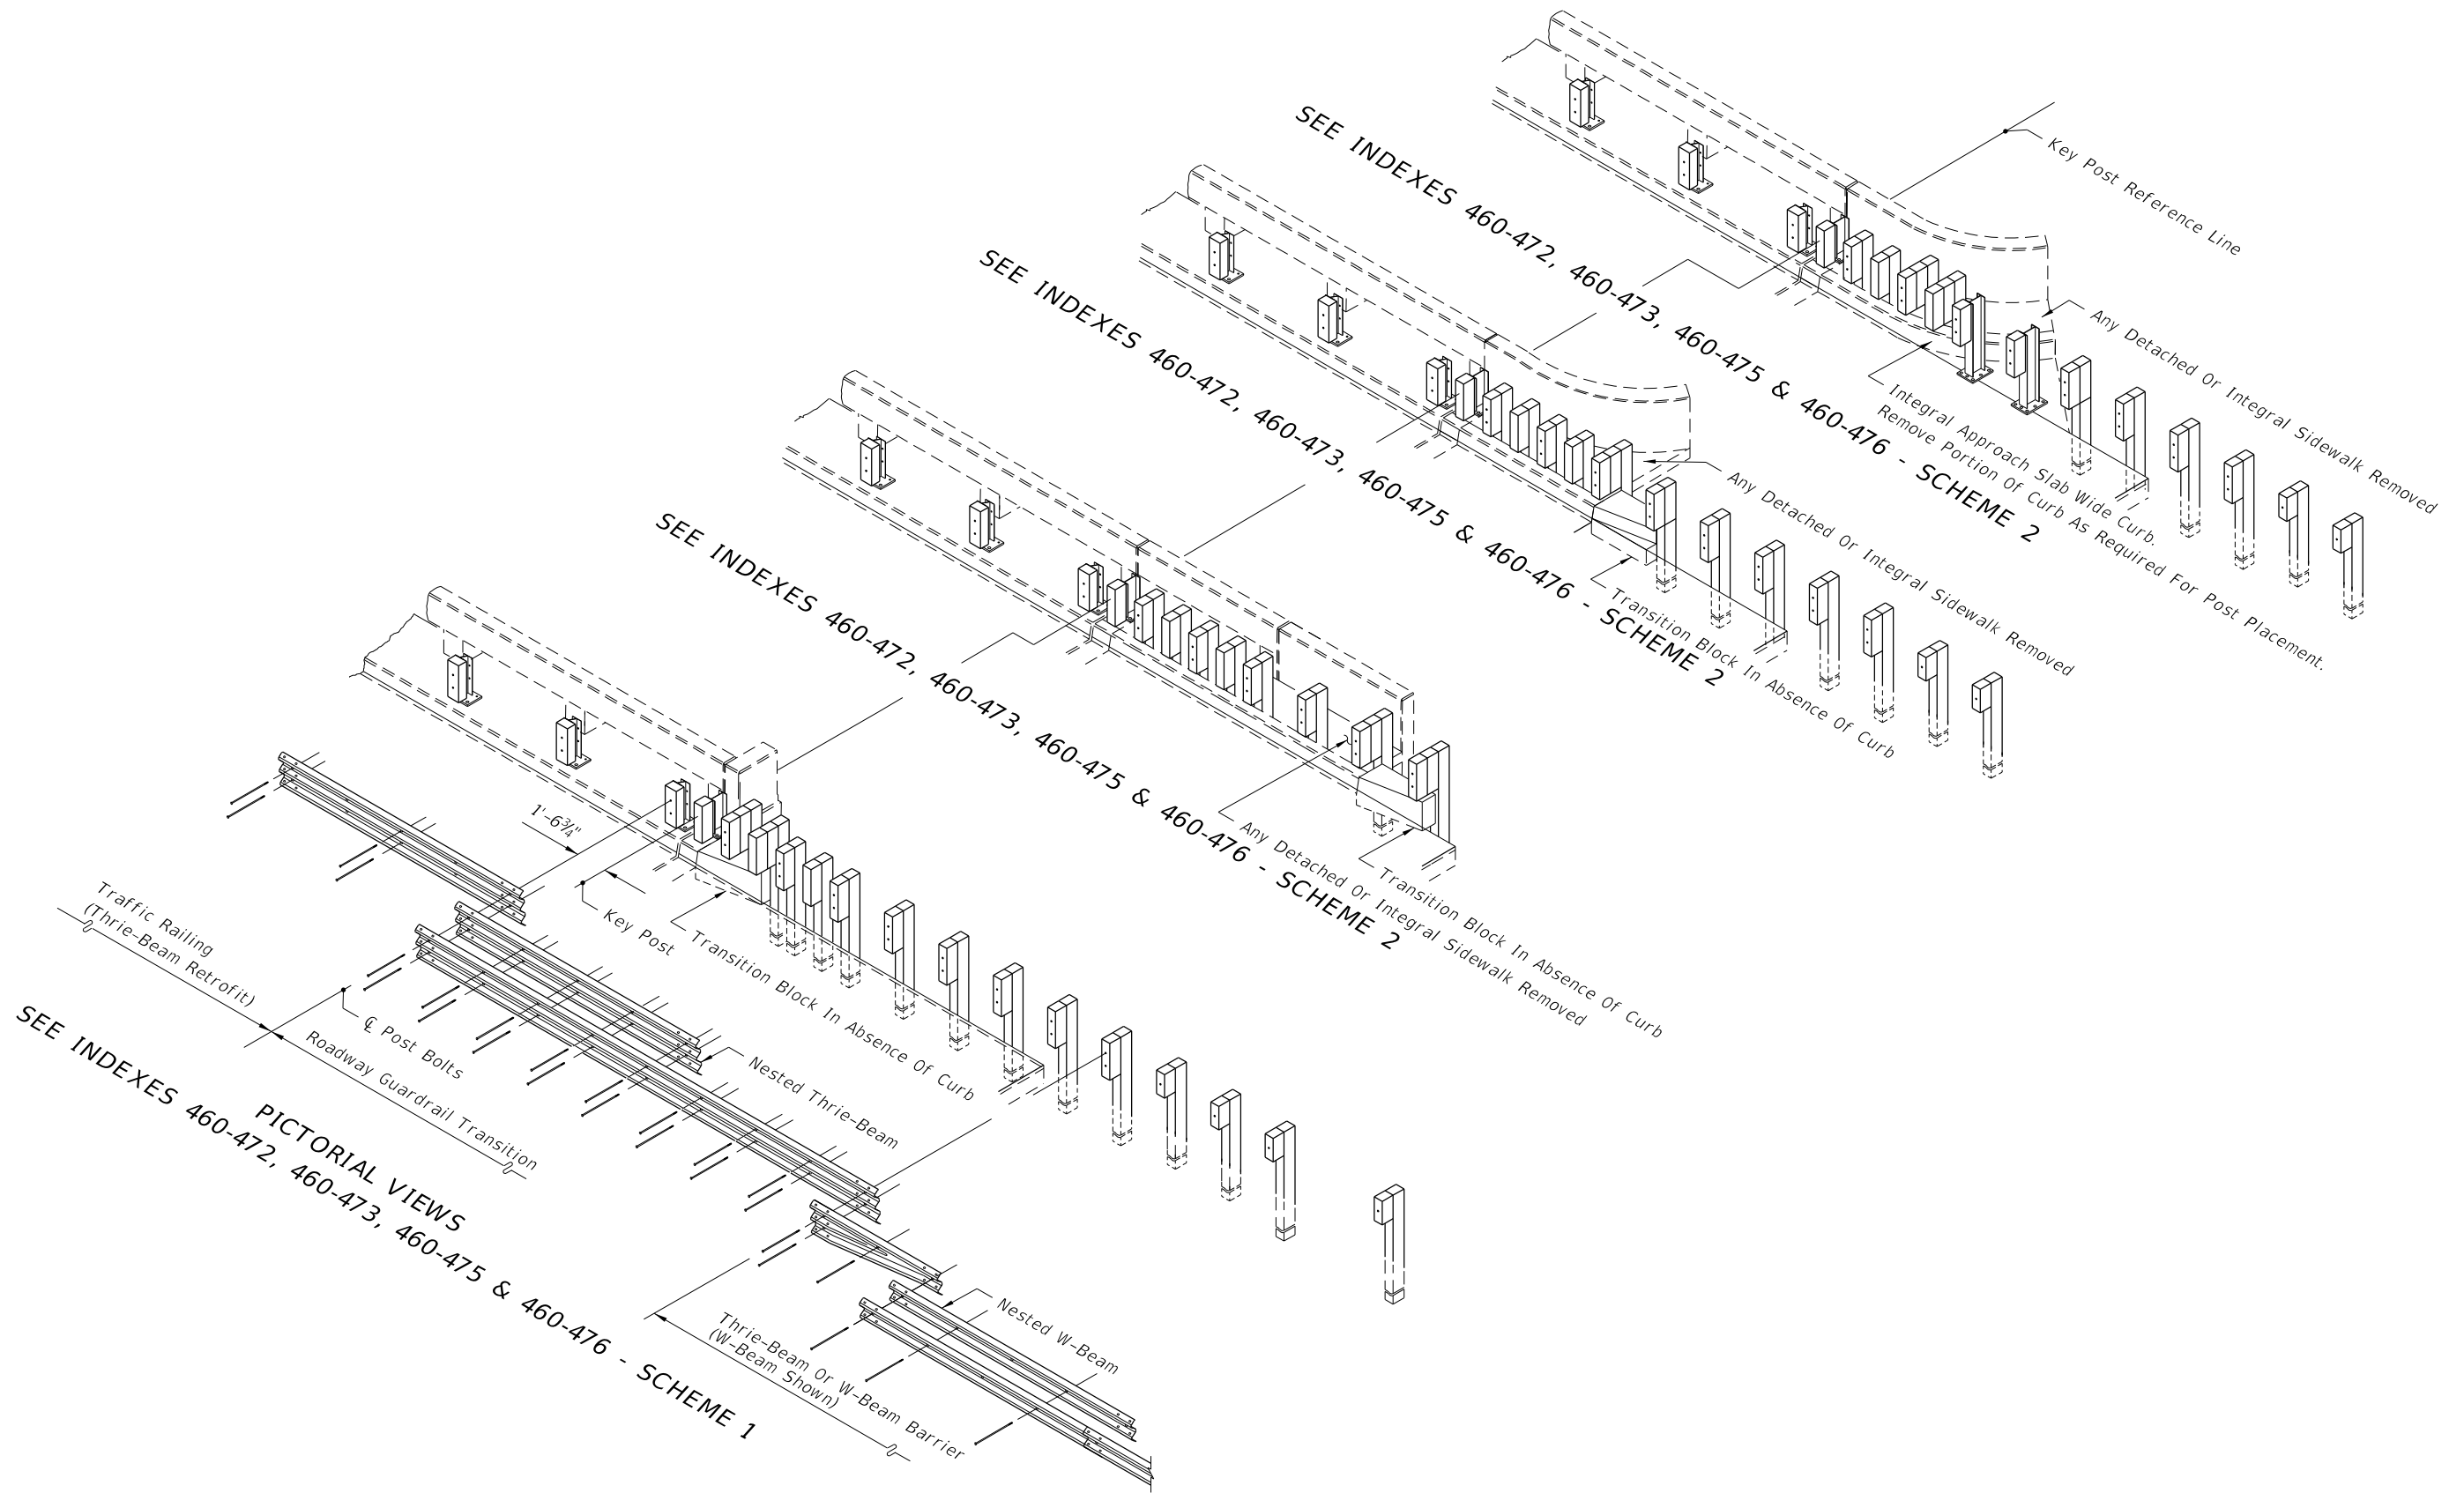 Key Post Reference Line
Any Detached Or Integral Sidewalk Removed
Integral Approach Slab Wide Curb.
Remove Portion Of Curb As Required For Post Placement.
SEE INDEXES 460-472, 460-473, 460-475 & 460-476 - SCHEME 2
Any Detached Or Integral Sidewalk Removed
Transition Block In Absence Of Curb
SEE INDEXES 460-472, 460-473, 460-475 & 460-476 - SCHEME 2
Transition Block In Absence Of Curb
Any Detached Or Integral Sidewalk Removed
SEE INDEXES 460-472, 460-473, 460-475 & 460-476 - SCHEME 2
1'-6¾"
Key Post
Transition Block In Absence Of Curb
Traffic Railing
(Thrie-Beam Retrofit)
℄ Post Bolts
Roadway Guardrail Transition
Nested Thrie-Beam
Nested W-Beam
Thrie-Beam Or W-Beam Barrier
(W-Beam Shown)
PICTORIAL VIEWS
SEE INDEXES 460-472, 460-473, 460-475 & 460-476 - SCHEME 1